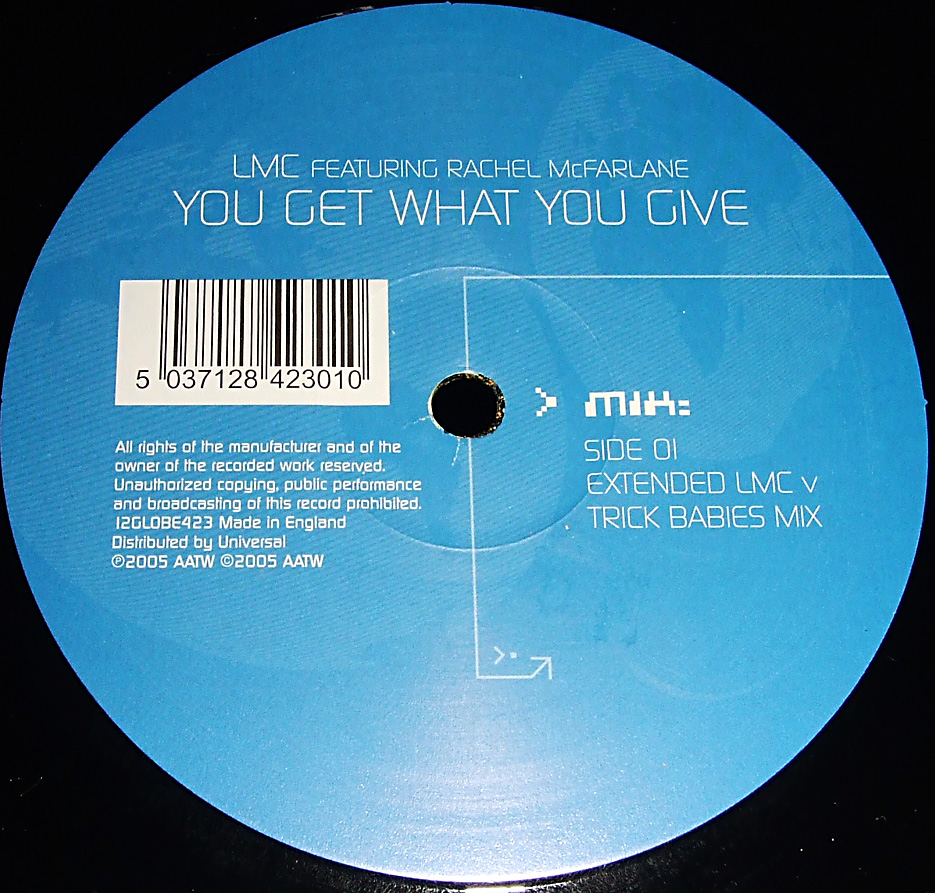 LMC FEATURING RACHEL McFARLANE
YOU GET WHAT YOU GIVE
5 037128 423010
All rights of the manufacturer and of the
owner of the recorded work reserved.
Unauthorized copying, public performance
and broadcasting of this record prohibited.
12GLOBE423 Made in England
Distributed by Universal
℗2005 AATW ©2005 AATW
> mix:
SIDE 01
EXTENDED LMC v
TRICK BABIES MIX